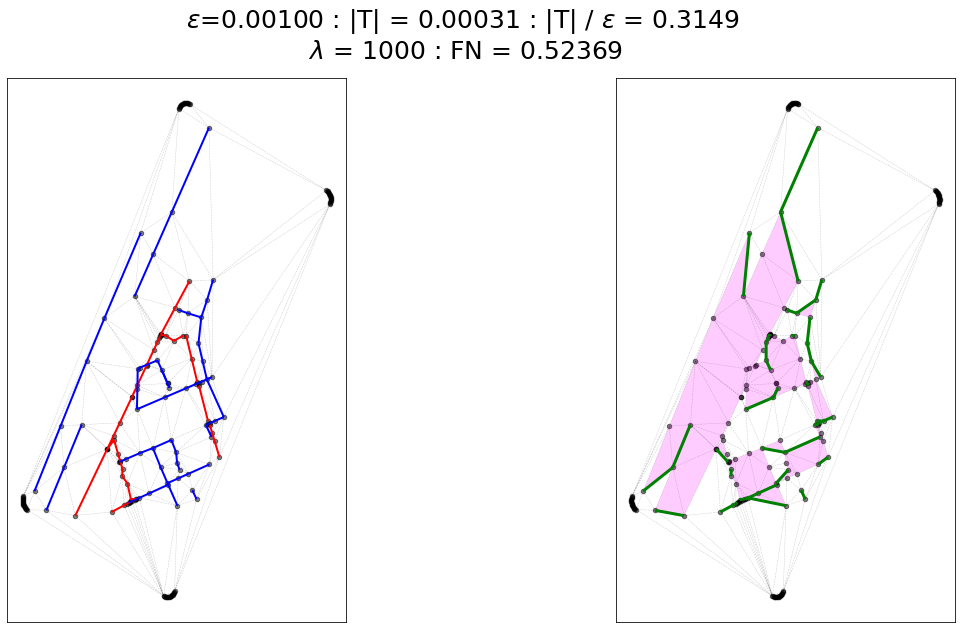 ε=0.00100 : |T| = 0.00031 : |T| / ε = 0.3149
λ = 1000 : FN = 0.52369